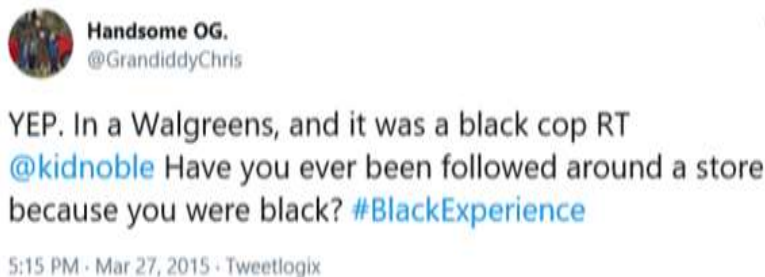 Handsome OG.
@GrandiddyChris
YEP. In a Walgreens, and it was a black cop RT
@kidnoble Have you ever been followed around a store
because you were black? #BlackExperience
5:15 PM · Mar 27, 2015 · Tweetlogix